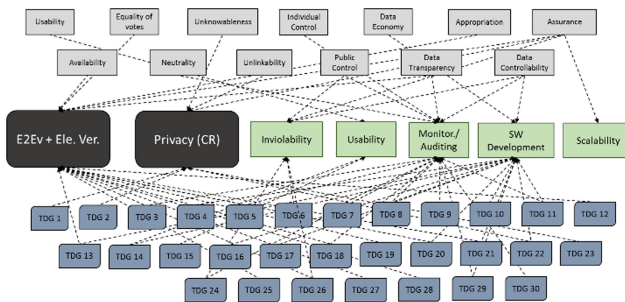 Usability
Equality of
votes
Unknowableness
Individual
Control
Data
Economy
Appropriation
Assurance
Availability
Neutrality
Unlinkability
Public
Control
Data
Transparency
Data
Controllability
E2Ev + Ele. Ver.
Privacy (CR)
Inviolability
Usability
Monitor./
Auditing
SW
Development
Scalability
TDG 1
TDG 2
TDG 3
TDG 4
TDG 5
TDG 6
TDG 7
TDG 8
TDG 9
TDG 10
TDG 11
TDG 12
TDG 13
TDG 14
TDG 15
TDG 16
TDG 17
TDG 18
TDG 19
TDG 20
TDG 21
TDG 22
TDG 23
TDG 24
TDG 25
TDG 26
TDG 27
TDG 28
TDG 29
TDG 30